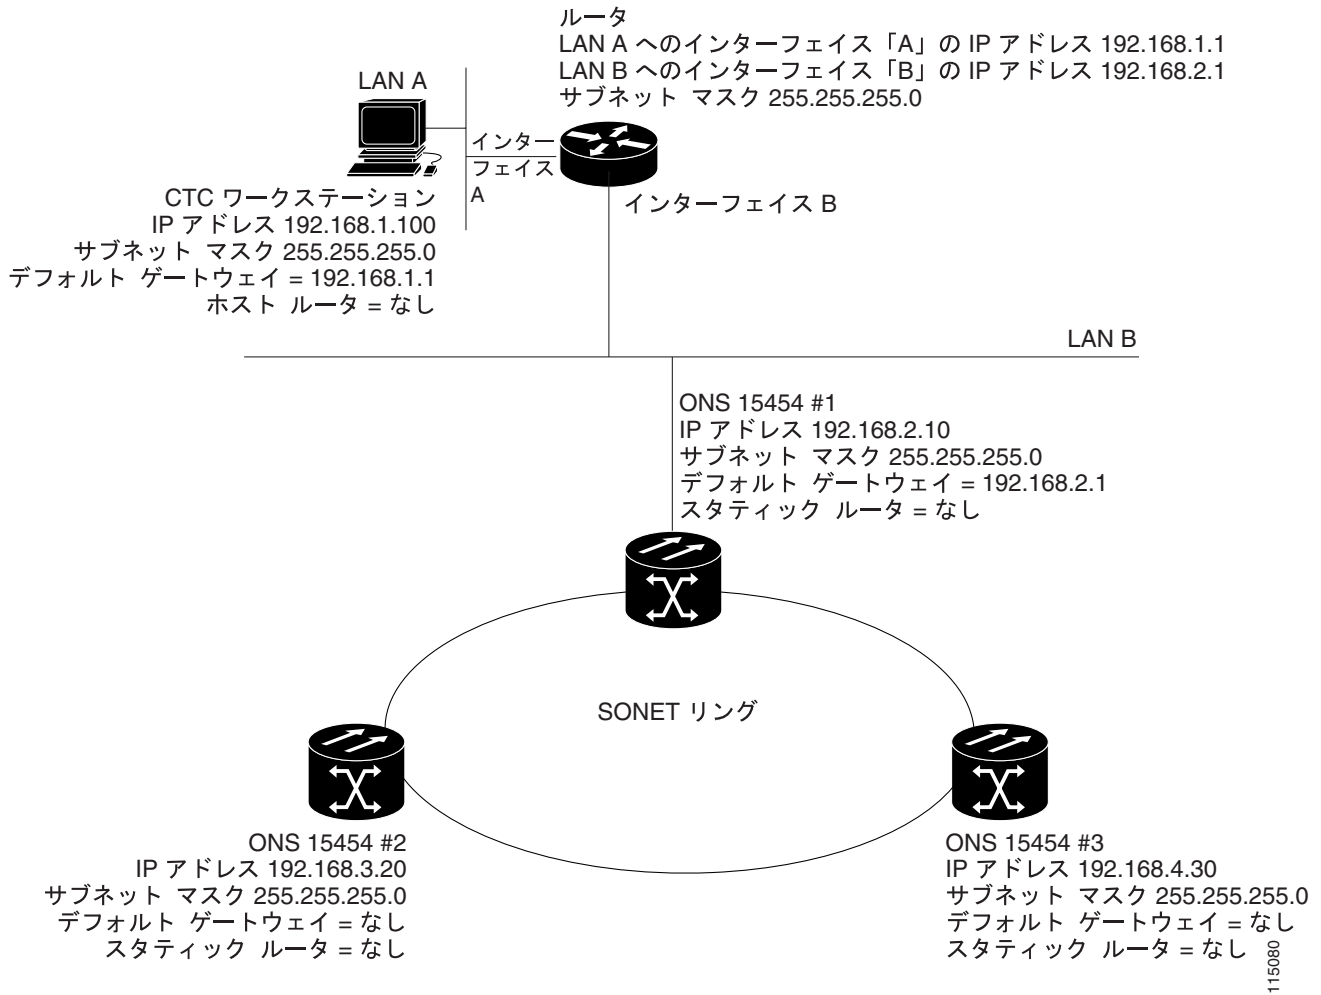 ルータ
LAN A へのインターフェイス「A」の IP アドレス 192.168.1.1
LAN B へのインターフェイス「B」の IP アドレス 192.168.2.1
サブネット マスク 255.255.255.0
LAN A
インター
フェイス
A
CTC ワークステーション
IP アドレス 192.168.1.100
サブネット マスク 255.255.255.0
デフォルト ゲートウェイ = 192.168.1.1
ホスト ルータ = なし
インターフェイス B
LAN B
ONS 15454 #1
IP アドレス 192.168.2.10
サブネット マスク 255.255.255.0
デフォルト ゲートウェイ = 192.168.2.1
スタティック ルータ = なし
SONET リング
ONS 15454 #2
IP アドレス 192.168.3.20
サブネット マスク 255.255.255.0
デフォルト ゲートウェイ = なし
スタティック ルータ = なし
ONS 15454 #3
IP アドレス 192.168.4.30
サブネット マスク 255.255.255.0
デフォルト ゲートウェイ = なし
スタティック ルータ = なし
115080